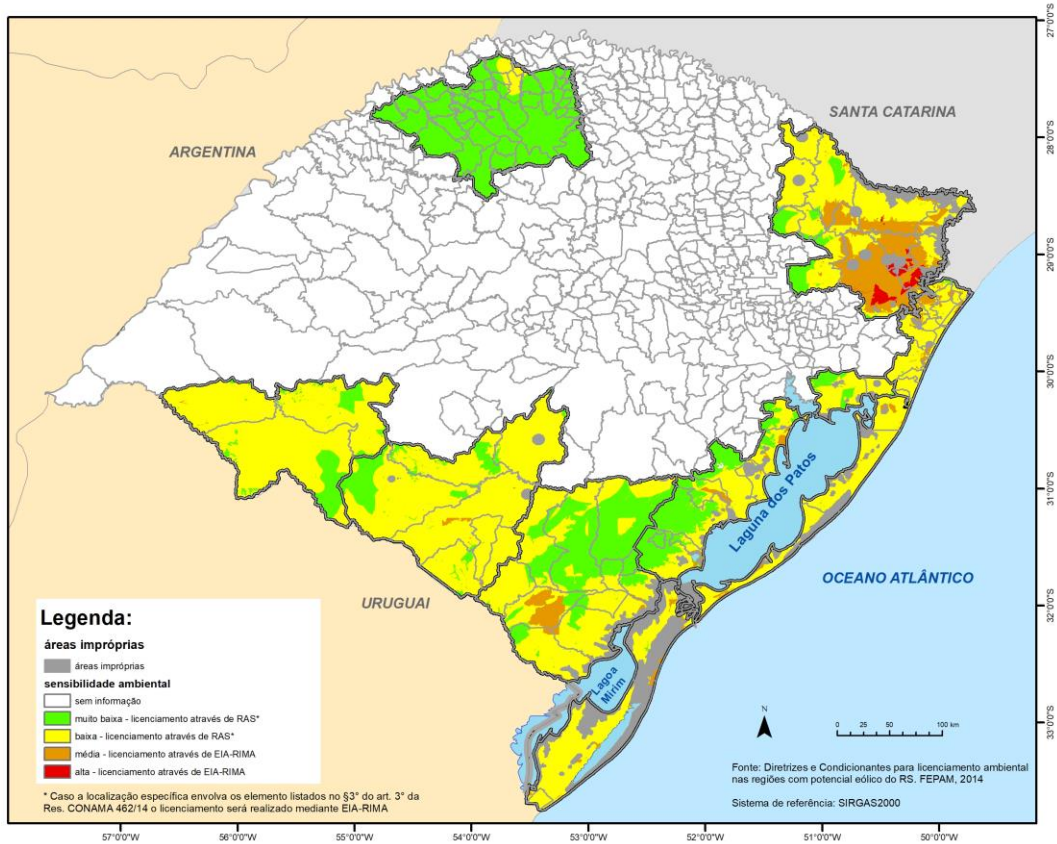 27°0'0"S
28°0'0"S
29°0'0"S
30°0'0"S
31°0'0"S
32°0'0"S
33°0'0"S
SANTA CATARINA
ARGENTINA
Laguna dos Patos
OCEANO ATLÂNTICO
URUGUAI
Lagoa
Mirim
Legenda:
áreas impróprias
áreas impróprias
sensibilidade ambiental
sem informação
muito baixa - licenciamento através de RAS*
baixa - licenciamento através de RAS*
média - licenciamento através de EIA-RIMA
alta - licenciamento através de EIA-RIMA
* Caso a localização específica envolva os elemento listados no §3° do art. 3° da
Res. CONAMA 462/14 o licenciamento será realizado mediante EIA-RIMA
N
0 25 50 100 km
Fonte: Diretrizes e Condicionantes para licenciamento ambiental
nas regiões com potencial eólico do RS. FEPAM, 2014
Sistema de referência: SIRGAS2000
57°0'0"W
56°0'0"W
55°0'0"W
54°0'0"W
53°0'0"W
52°0'0"W
51°0'0"W
50°0'0"W